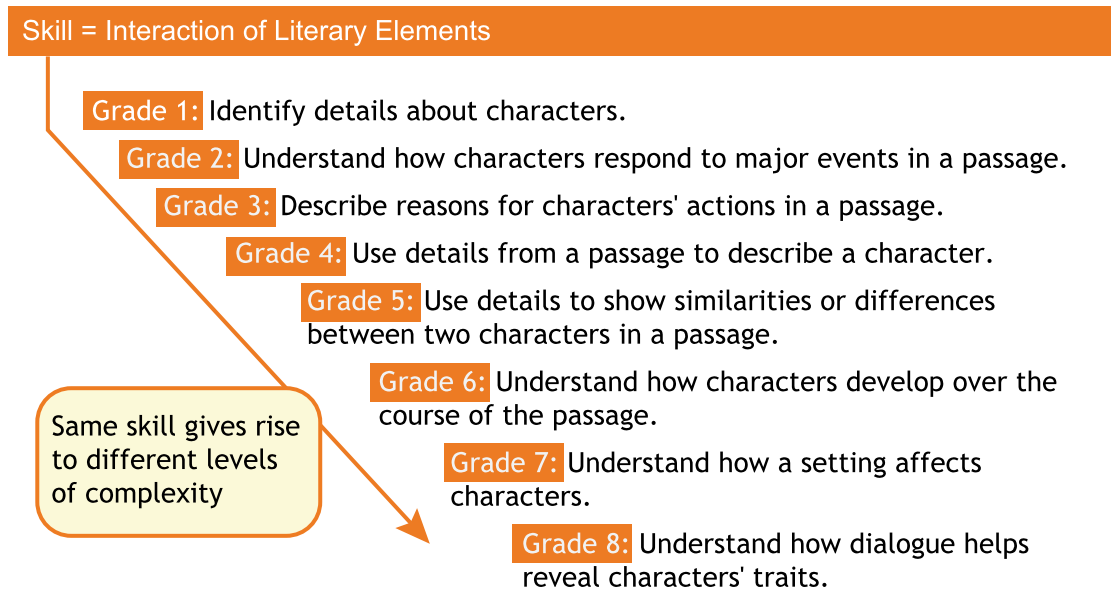 Skill = Interaction of Literary Elements
Grade 1: Identify details about characters.
Grade 2: Understand how characters respond to major events in a passage.
Grade 3: Describe reasons for characters' actions in a passage.
Grade 4: Use details from a passage to describe a character.
Grade 5: Use details to show similarities or differences
between two characters in a passage.
Grade 6: Understand how characters develop over the
course of the passage.
Grade 7: Understand how a setting affects
characters.
Grade 8: Understand how dialogue helps
reveal characters' traits.
Same skill gives rise
to different levels
of complexity